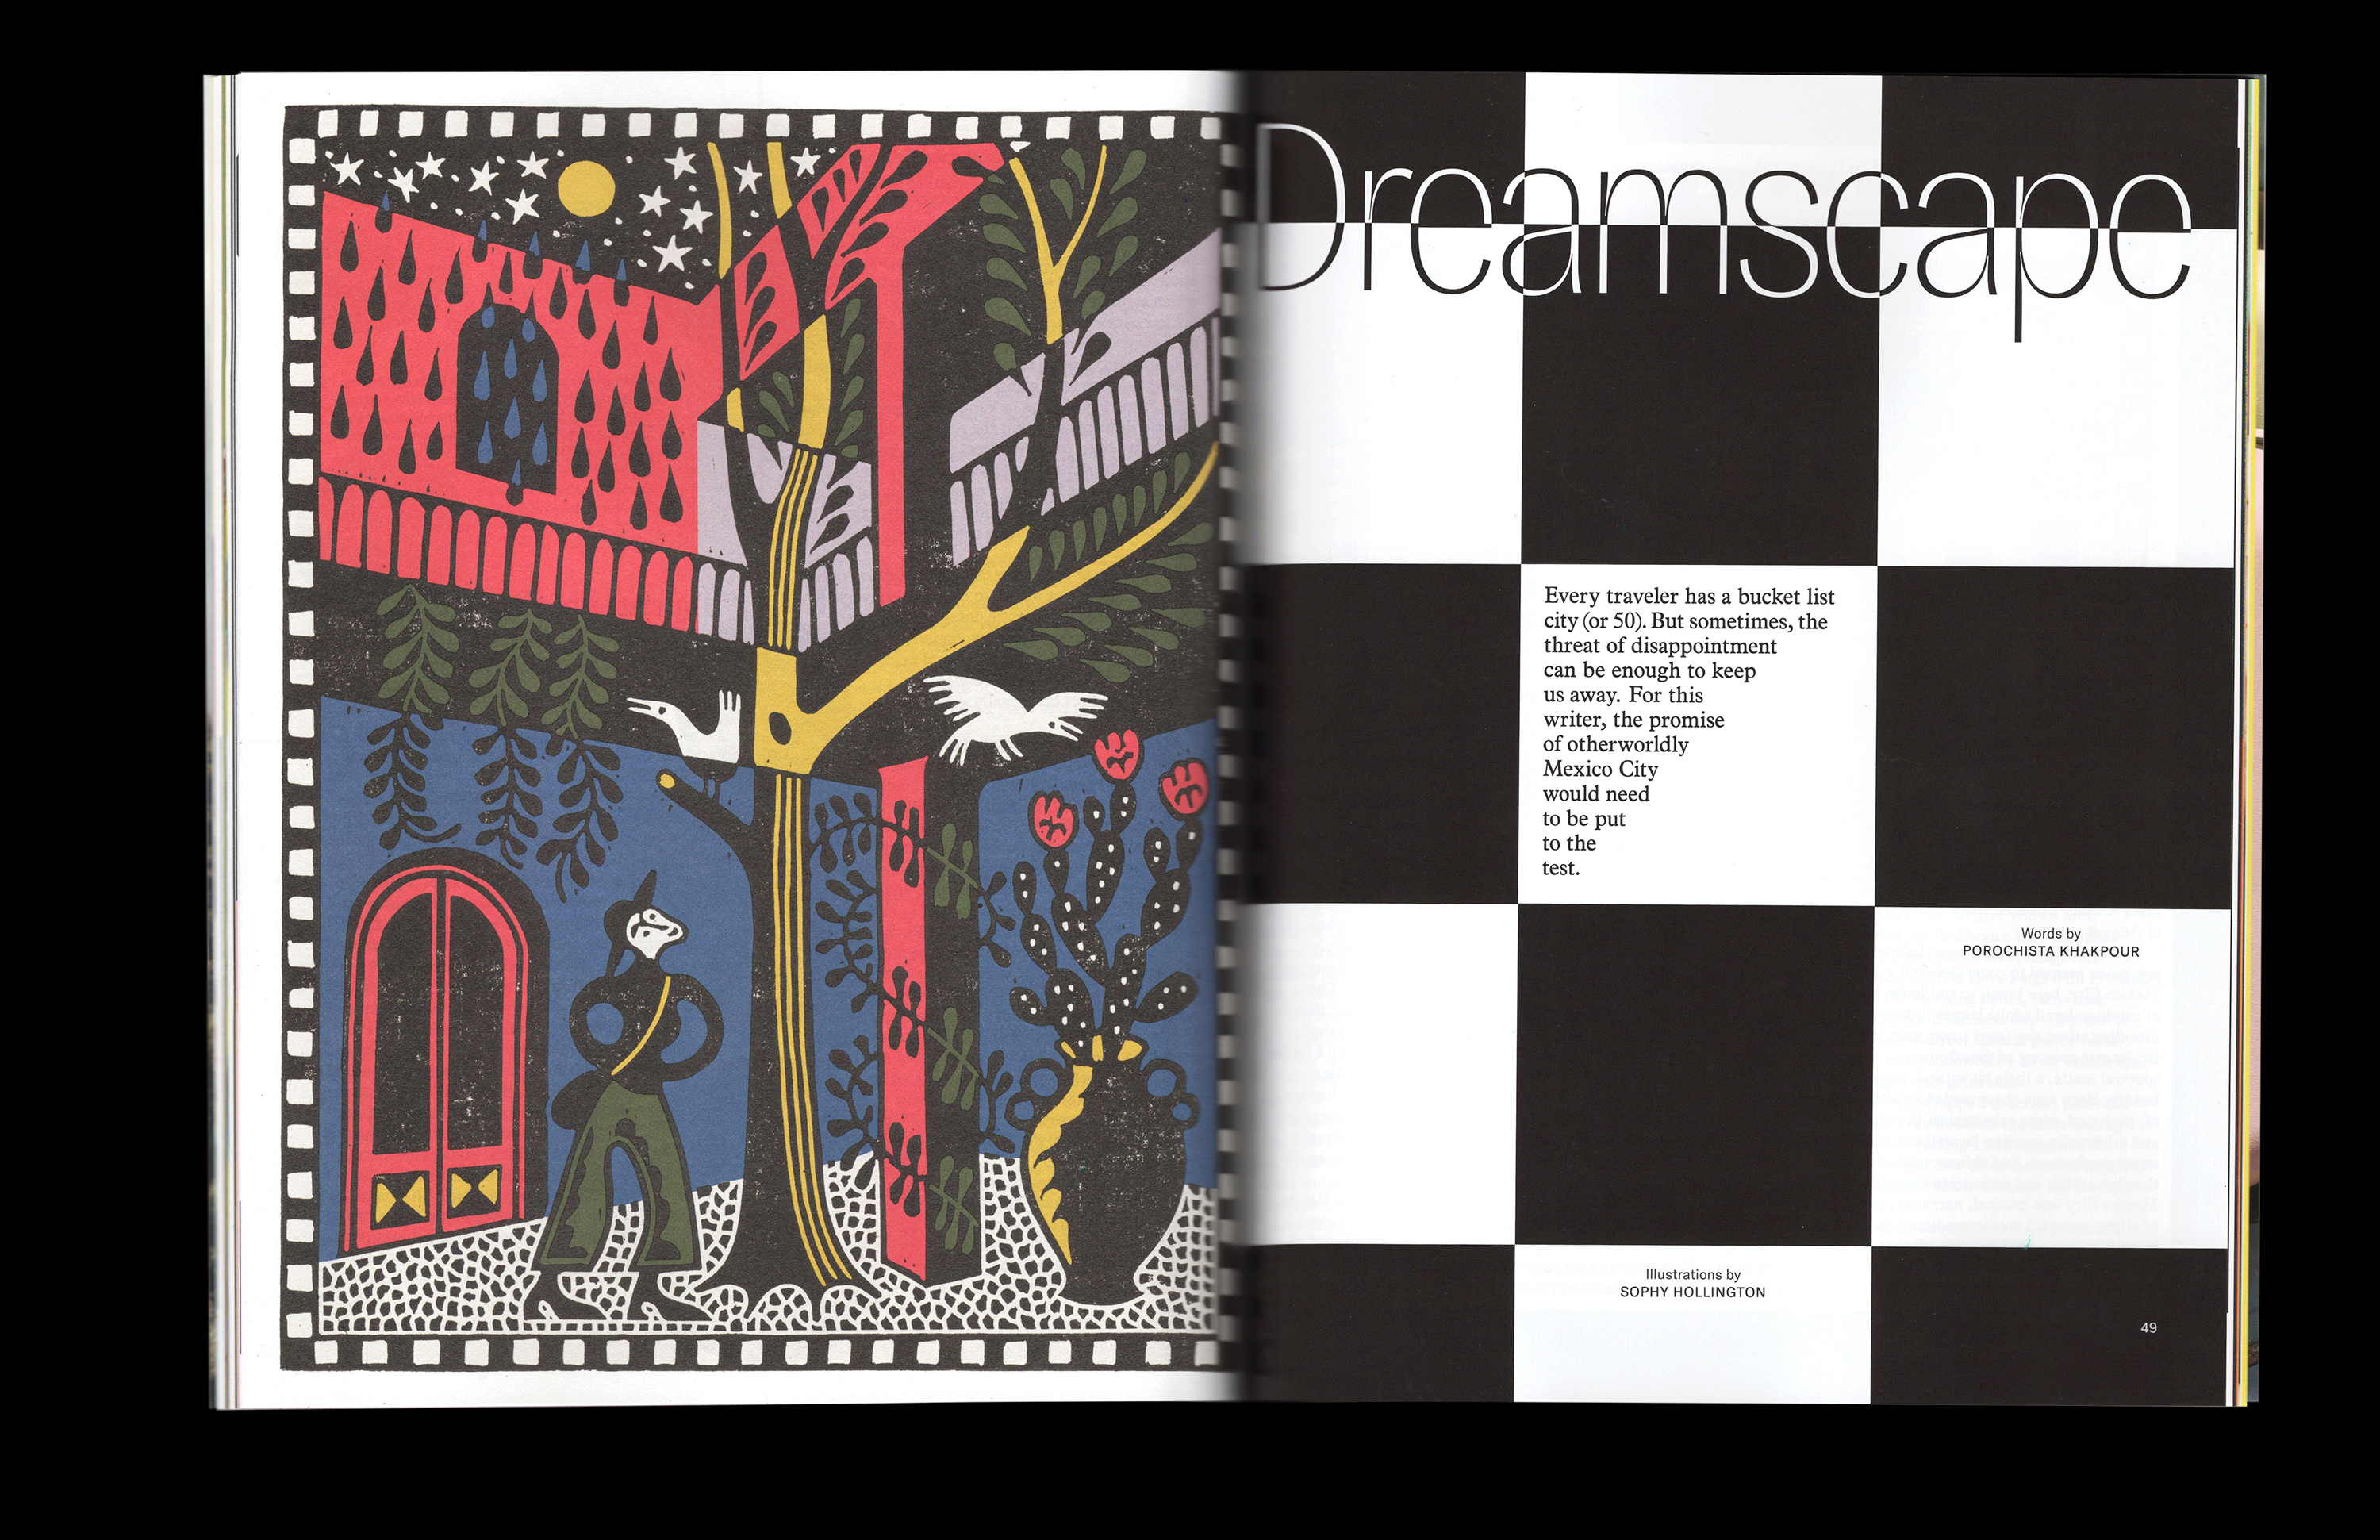 Dreamscape
Every traveler has a bucket list
city (or 50). But sometimes, the
threat of disappointment
can be enough to keep
us away. For this
writer, the promise
of otherworldly
Mexico City
would need
to be put
to the
test.
Words by
POROCHISTA KHAKPOUR
Illustrations by
SOPHY HOLLINGTON
49